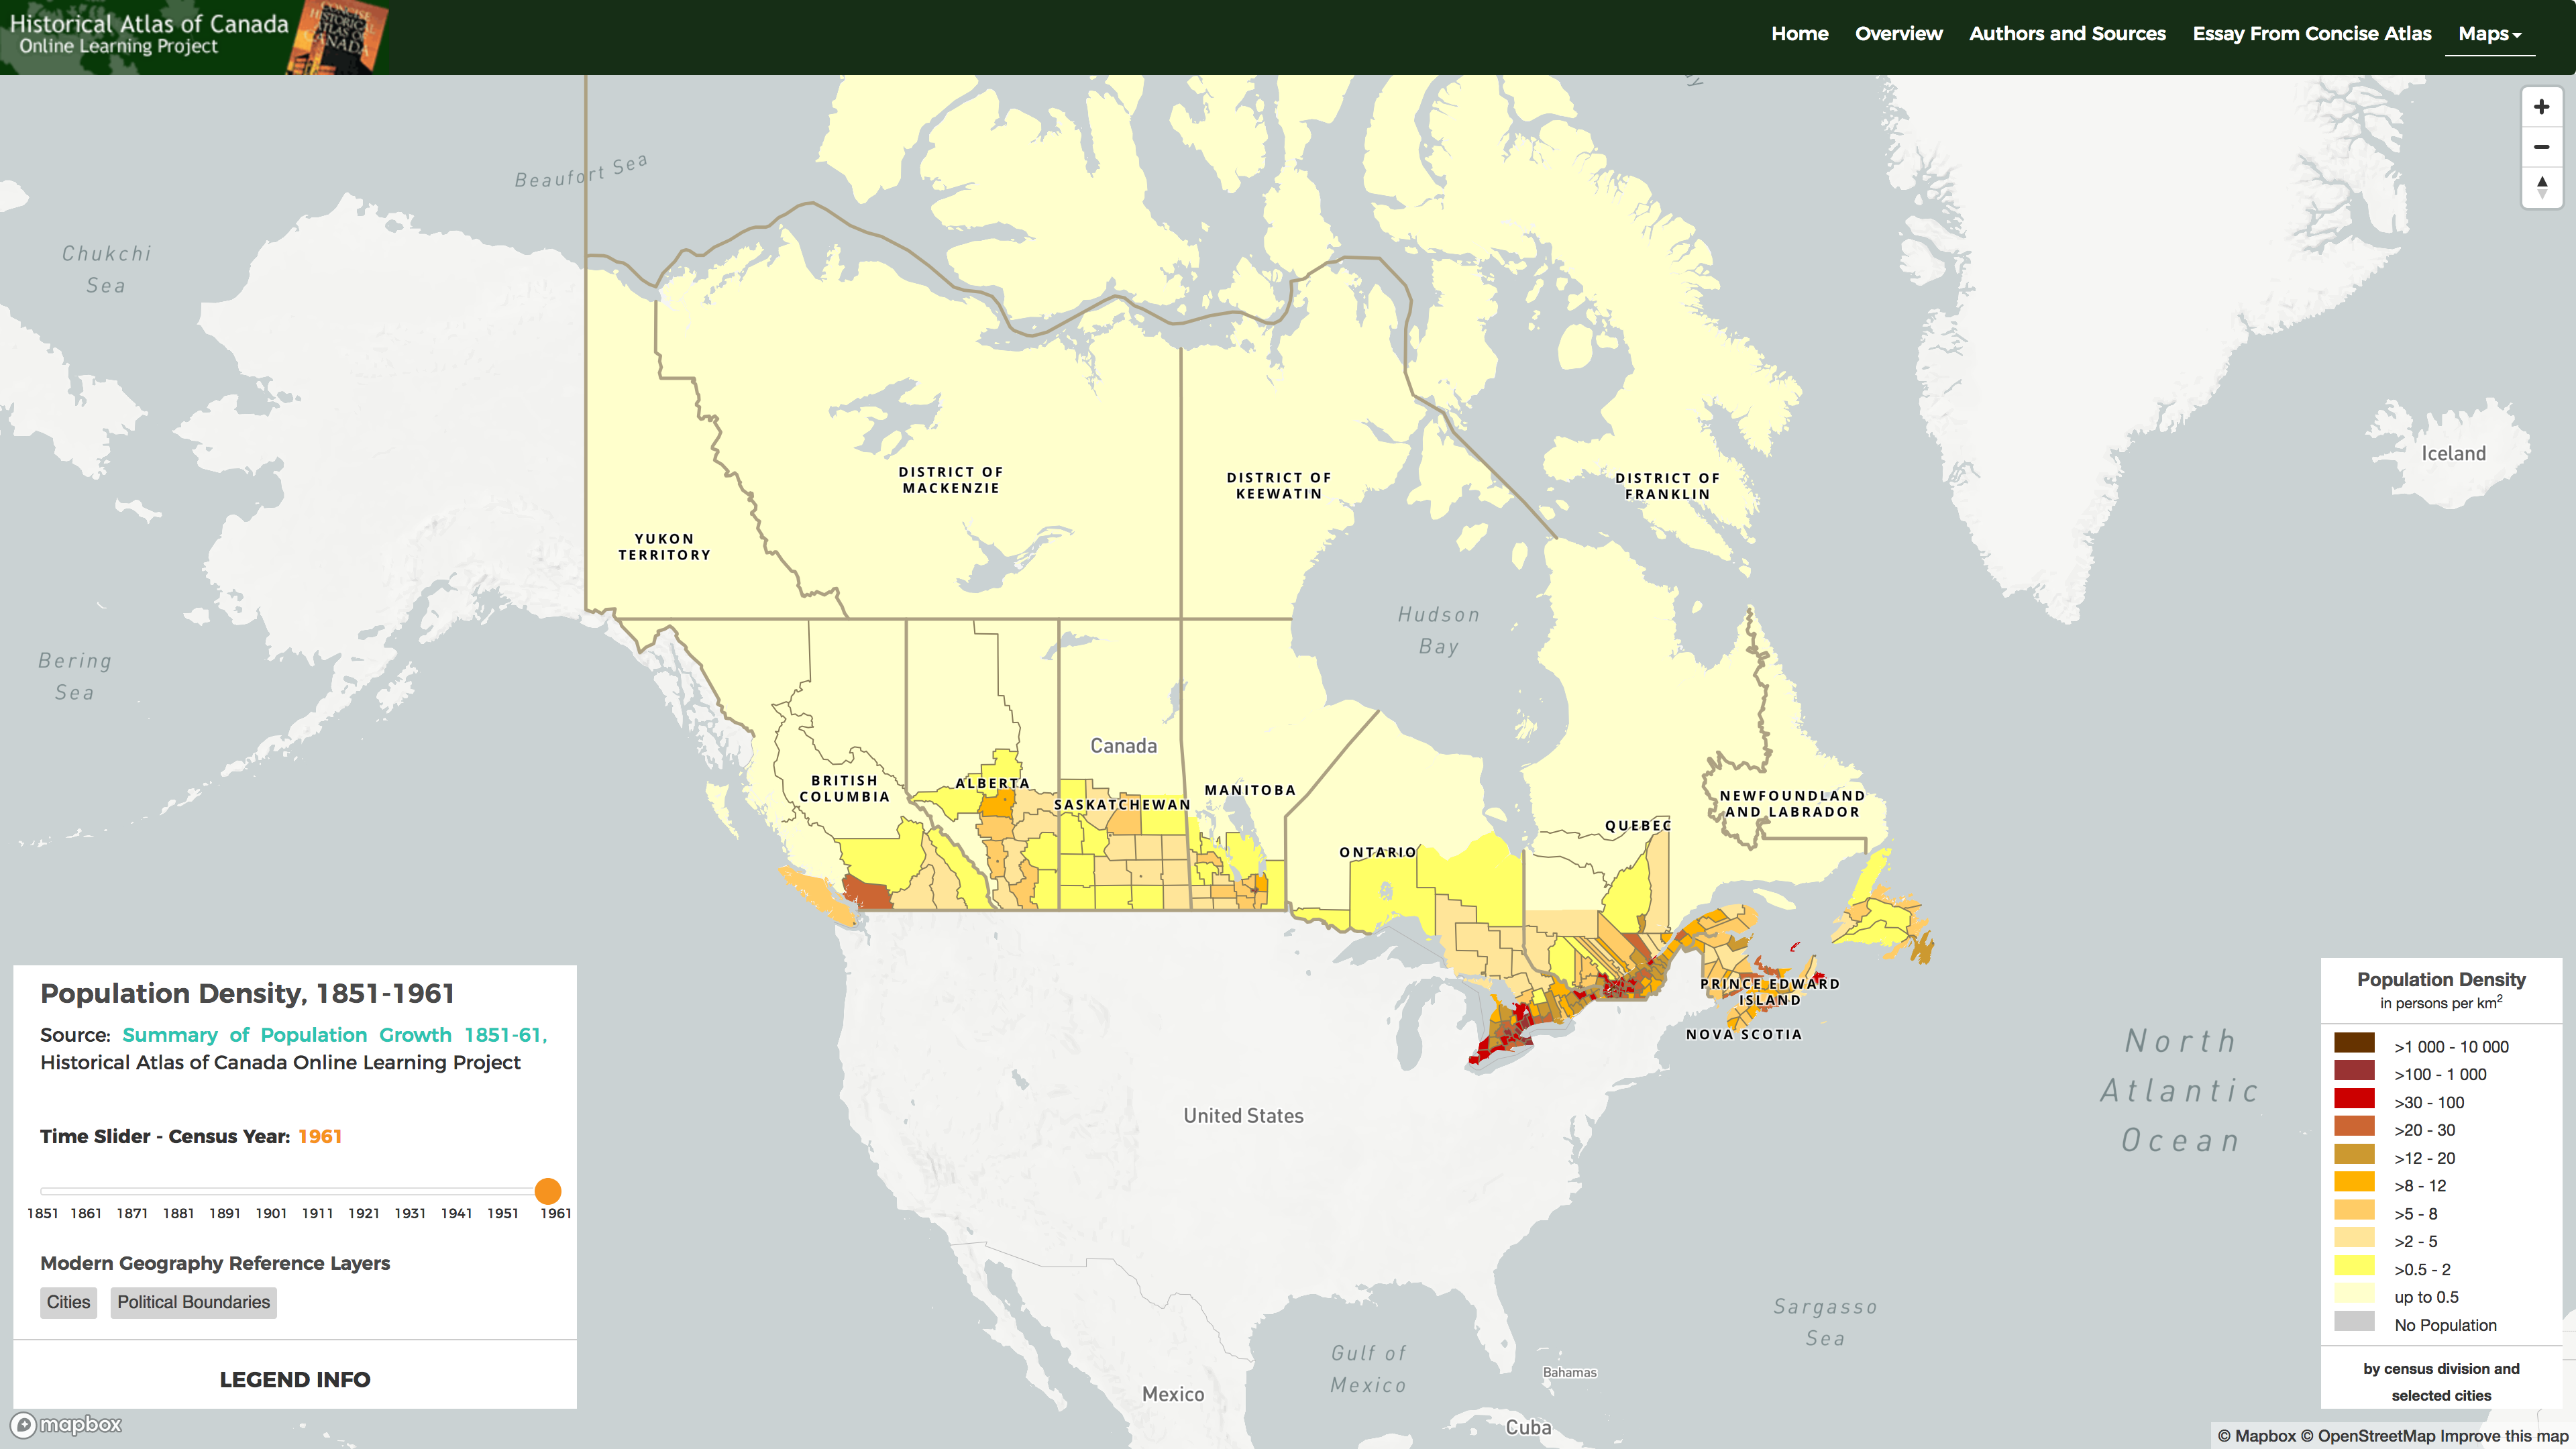 Historical Atlas of Canada
Online Learning Project
CONCISE
HISTORICAL
ATLAS OF
CANADA
Home
Overview
Authors and Sources
Essay From Concise Atlas
Maps
Beaufort Sea
Chukchi
Sea
Iceland
DISTRICT OF
MACKENZIE
DISTRICT OF
KEEWATIN
DISTRICT OF
FRANKLIN
YUKON
TERRITORY
Hudson
Bay
Bering
Sea
Canada
BRITISH
COLUMBIA
ALBERTA
SASKATCHEWAN
MANITOBA
NEWFOUNDLAND
AND LABRADOR
QUEBEC
ONTARIO
PRINCE EDWARD
ISLAND
NOVA SCOTIA
North
Atlantic
Ocean
United States
Sargasso
Sea
Gulf of
Mexico
Bahamas
Mexico
Cuba
Population Density, 1851-1961
Source: Summary of Population Growth 1851-61,
Historical Atlas of Canada Online Learning Project
Time Slider - Census Year: 1961
1851 1861 1871 1881 1891 1901 1911 1921 1931 1941 1951 1961
Modern Geography Reference Layers
Cities
Political Boundaries
LEGEND INFO
mapbox
Population Density
in persons per km2
>1 000 - 10 000
>100 - 1 000
>30 - 100
>20 - 30
>12 - 20
>8 - 12
>5 - 8
>2 - 5
>0.5 - 2
up to 0.5
No Population
by census division and
selected cities
© Mapbox © OpenStreetMap Improve this map